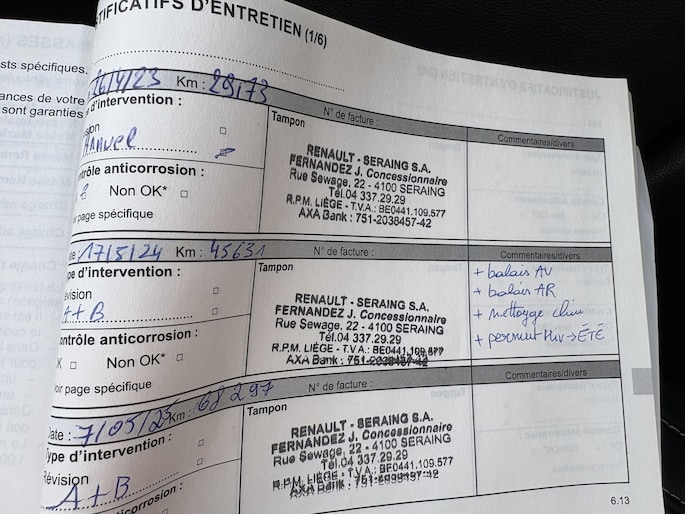 TIFICATIFS D'ENTRETIEN (1/6)
sts spécifiques.
ances de votre
sont garanties
26/4/23 Km : 29173
N° de facture :
Commentaires/divers
d'intervention :
Tampon
Annuel
RENAULT - SERAING S.A.
FERNANDEZ J. Concessionnaire
Rue Sewage, 22 - 4100 SERAING
Tél.04 337.29.29
R.P.M. LIÈGE - T.V.A.: BE0441.109.577
AXA Bank : 751-2038457-42
ntrôle anticorrosion :
Non OK* □
page spécifique
te : 17/5/24 Km : 45631
N° de facture :
Commentaires/divers
ype d'intervention :
Tampon
évision □
A+B □
RENAULT - SERAING S.A.
FERNANDEZ J. Concessionnaire
Rue Sewage, 22 - 4100 SERAING
Tél.04 337.29.29
R.P.M. LIÈGE - T.V.A.: BE0441.109.577
AXA Bank : 751-2038457-42
+ balais AV
+ balais AR
+ nettoyage clim
+ permut Hiv → ÉTÉ
ontrôle anticorrosion :
K □ Non OK* □
oir page spécifique
Date : 7/05/25 Km : 68297
N° de facture :
Commentaires/divers
Type d'intervention :
Tampon
Révision □
A+B □
RENAULT - SERAING S.A.
FERNANDEZ J. Concessionnaire
Rue Sewage, 22 - 4100 SERAING
Tél.04 337.29.29
R.P.M. LIÈGE - T.V.A.: BE0441.109.577
AXA Bank : 751-2038457-42
6.13